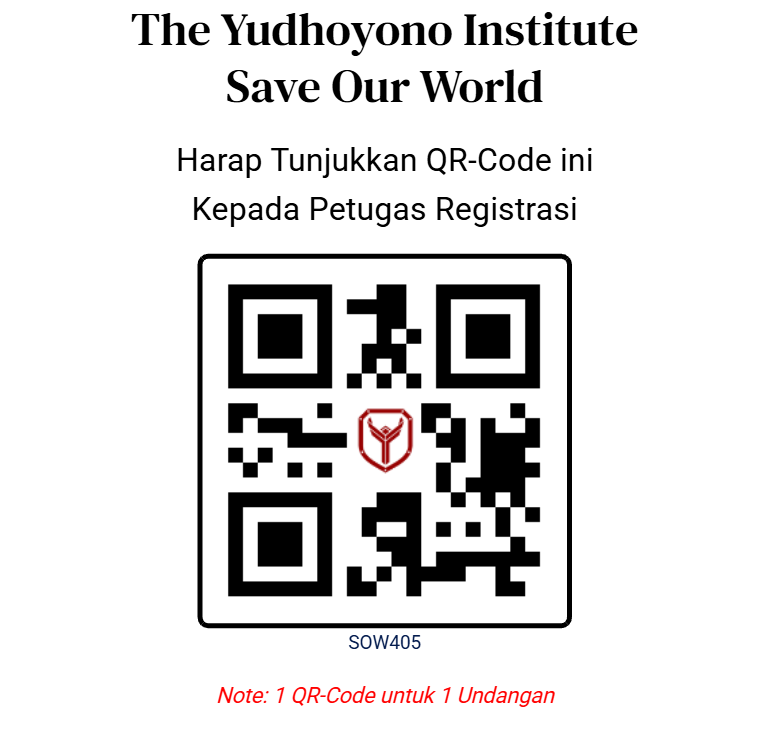 The Yudhoyono Institute
Save Our World
Harap Tunjukkan QR-Code ini
Kepada Petugas Registrasi
SOW405
Note: 1 QR-Code untuk 1 Undangan